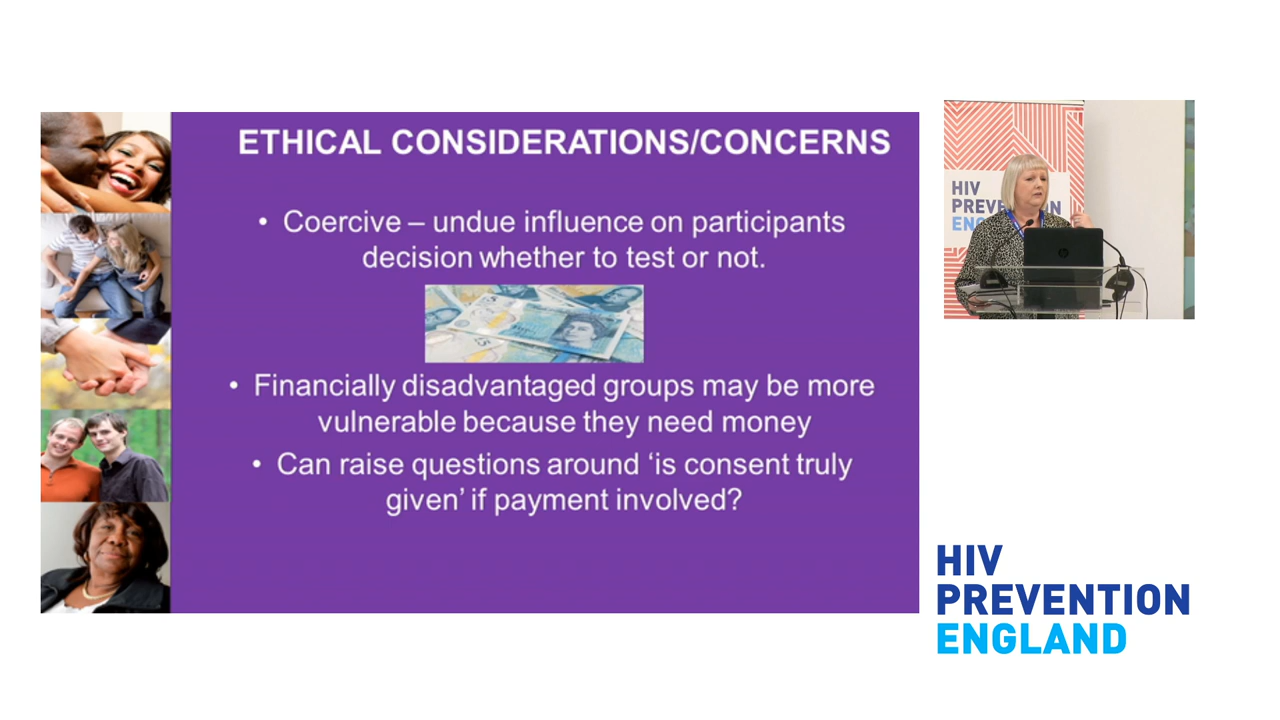 ETHICAL CONSIDERATIONS/CONCERNS
• Coercive – undue influence on participants
decision whether to test or not.
• Financially disadvantaged groups may be more
vulnerable because they need money
• Can raise questions around ‘is consent truly
given’ if payment involved?
HIV
PREVENTION
ENGLAND